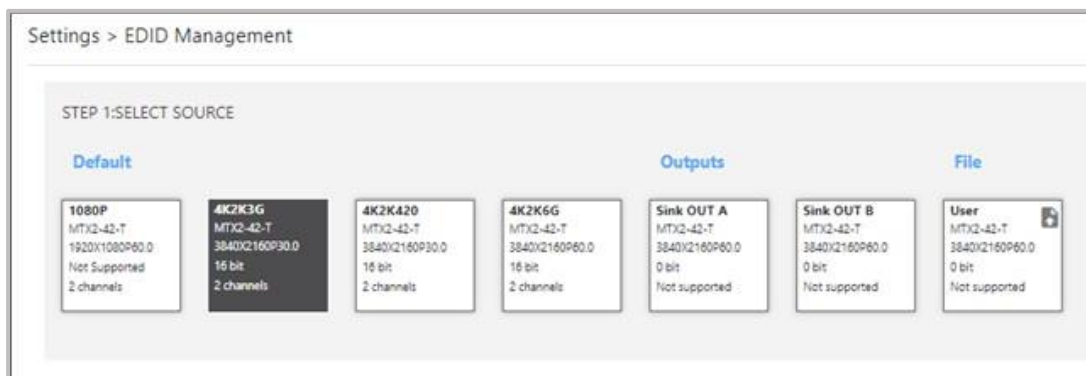 Settings > EDID Management
STEP 1:SELECT SOURCE
Default
Outputs
File
1080P
MTX2-42-T
1920X1080P60.0
Not Supported
2 channels
4K2K3G
MTX2-42-T
3840X2160P30.0
16 bit
2 channels
4K2K420
MTX2-42-T
3840X2160P30.0
16 bit
2 channels
4K2K6G
MTX2-42-T
3840X2160P60.0
16 bit
2 channels
Sink OUT A
MTX2-42-T
3840X2160P60.0
0 bit
Not supported
Sink OUT B
MTX2-42-T
3840X2160P60.0
0 bit
Not supported
User
MTX2-42-T
3840X2160P60.0
0 bit
Not supported